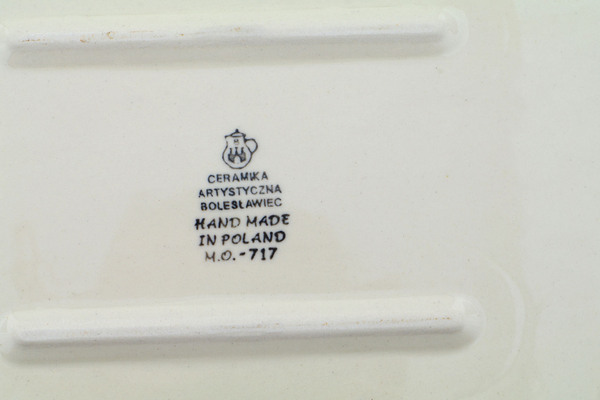 CERAMIKA
ARTYSTYCZNA
BOLESŁAWIEC
HAND MADE
IN POLAND
M.O.-717